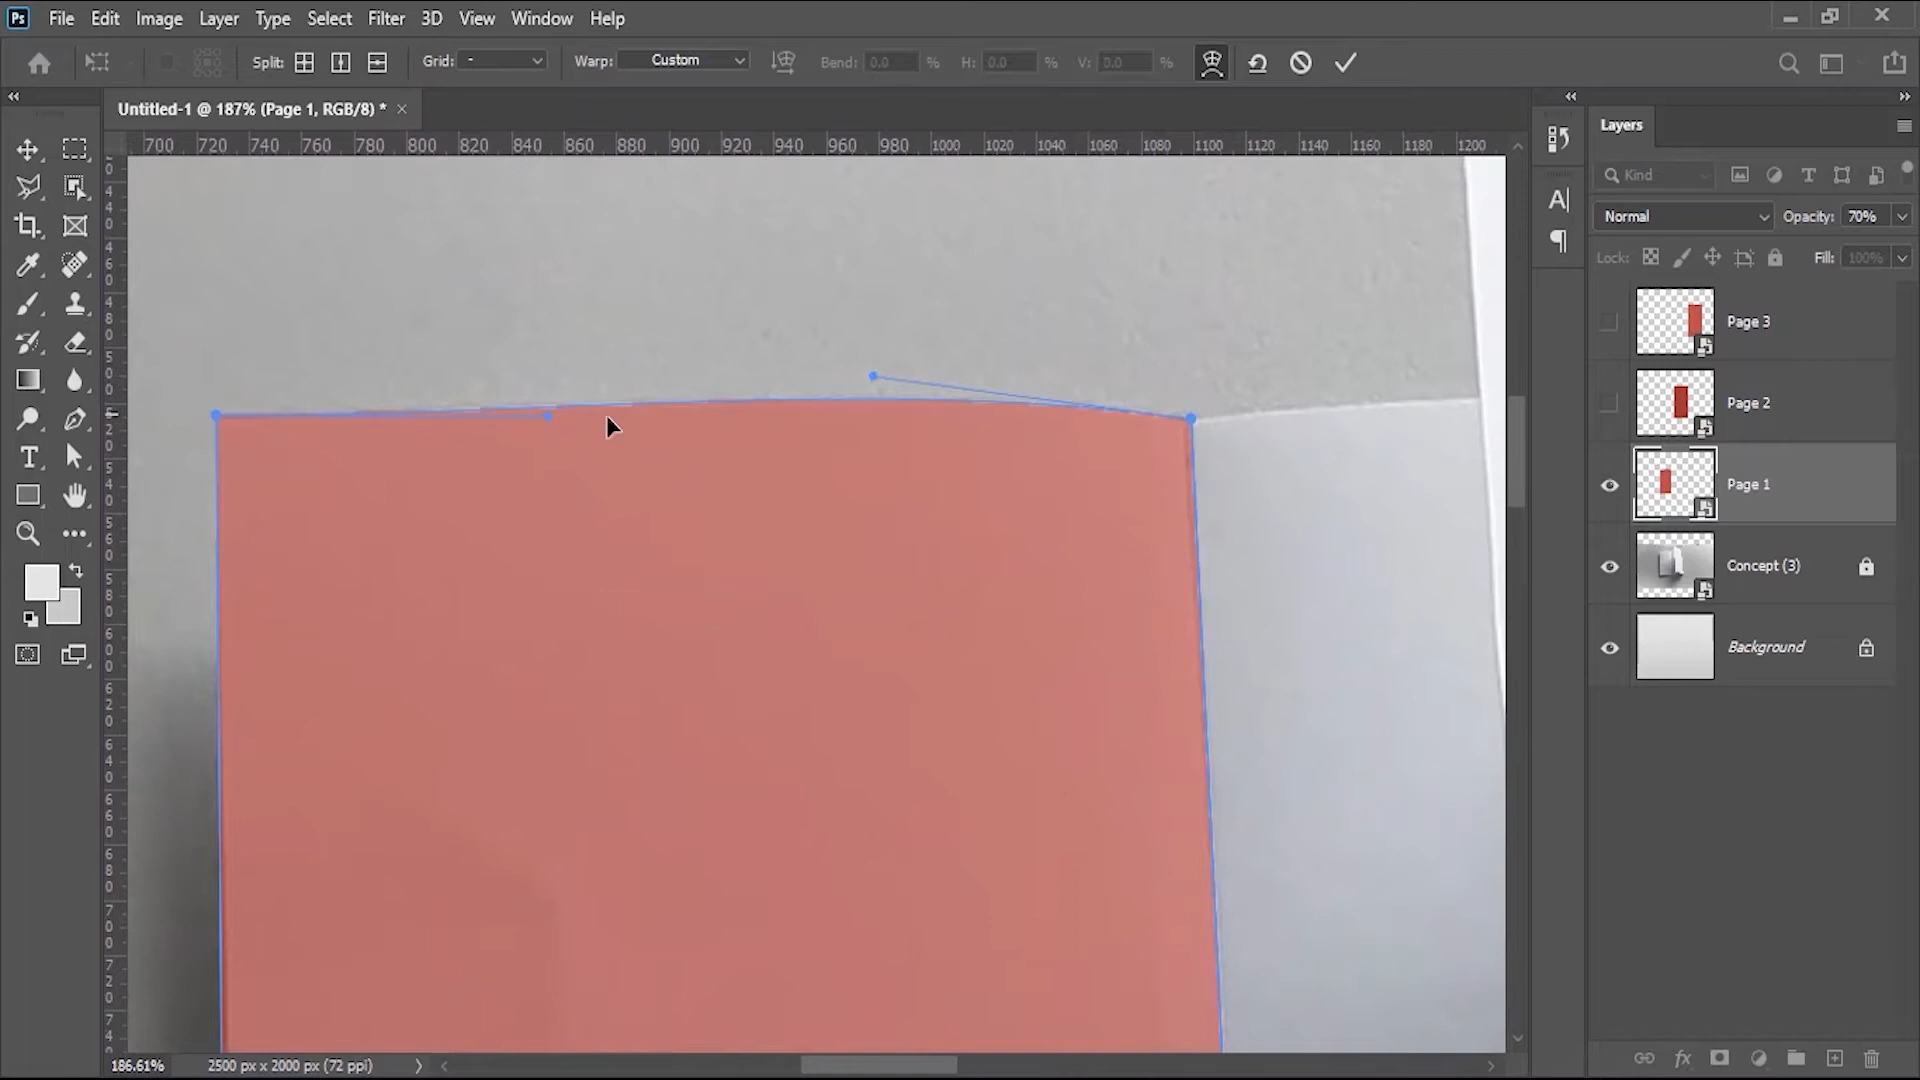 Ps File Edit Image Layer Type Select Filter 3D View Window Help
Split: Grid: - Warp: Custom Bend: 0.0 % H: 0.0 % V: 0.0 %
Untitled-1 @ 187% (Page 1, RGB/8) *
700 720 740 760 780 800 820 840 860 880 900 920 940 960 980 1000 1020 1040 1060 1080 1100 1120 1140 1160 1180 1200
Layers
Kind
Normal Opacity: 70%
Lock: Fill: 100%
Page 3
Page 2
Page 1
Concept (3)
Background
186.61% 2500 px x 2000 px (72 ppi)